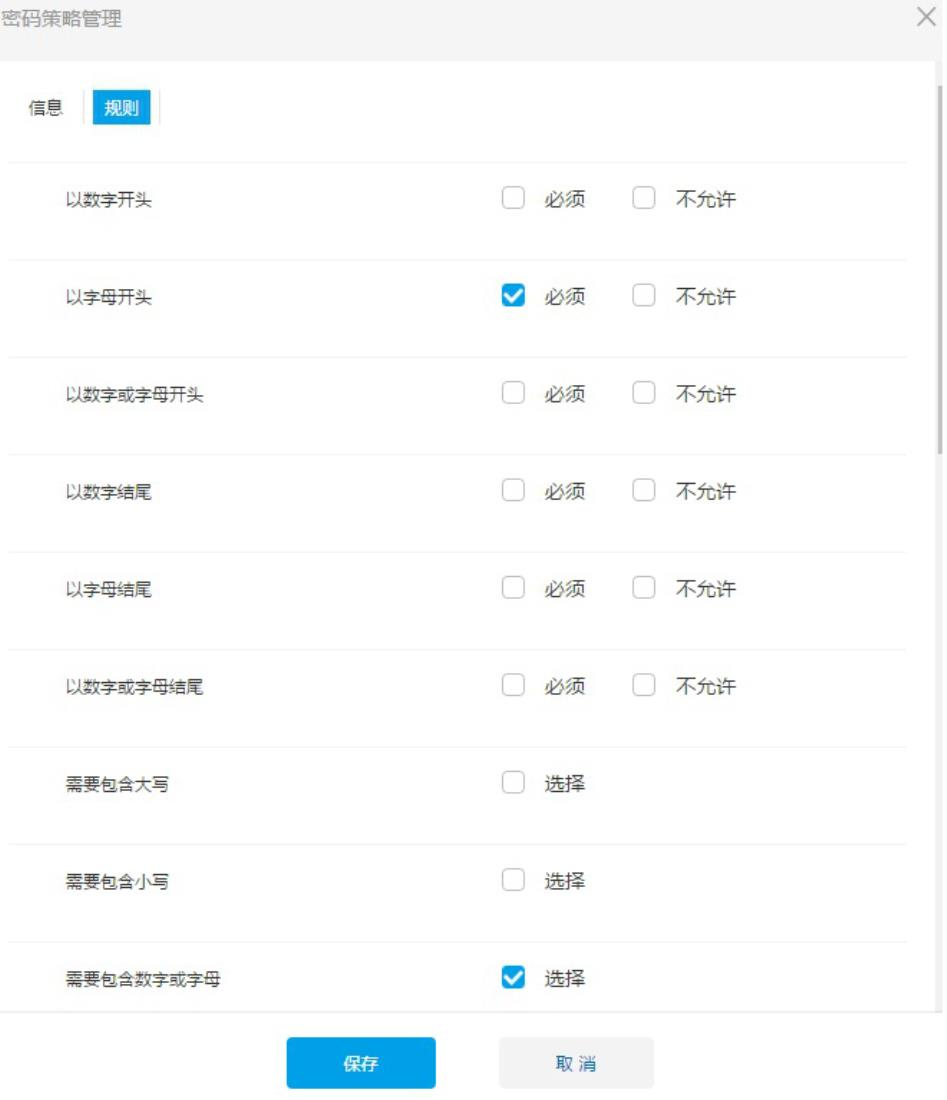 密码策略管理
信息 规则
以数字开头 必须 不允许
以字母开头 必须 不允许
以数字或字母开头 必须 不允许
以数字结尾 必须 不允许
以字母结尾 必须 不允许
以数字或字母结尾 必须 不允许
需要包含大写 选择
需要包含小写 选择
需要包含数字或字母 选择
保存 取消